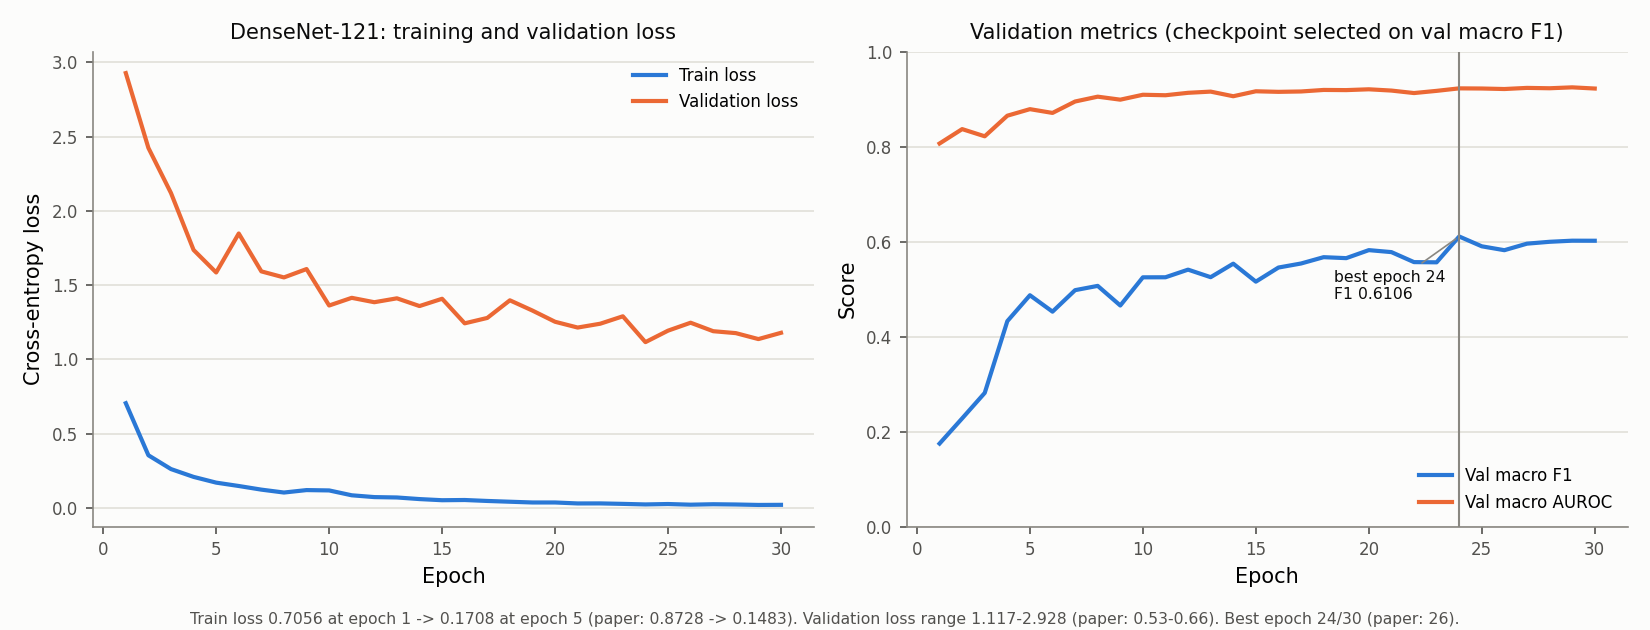 DenseNet-121: training and validation loss
3.0
2.5
2.0
1.5
1.0
0.5
0.0
Cross-entropy loss
Train loss
Validation loss
0
5
10
15
20
25
30
Epoch
Validation metrics (checkpoint selected on val macro F1)
1.0
0.8
0.6
0.4
0.2
0.0
Score
best epoch 24
F1 0.6106
Val macro F1
Val macro AUROC
0
5
10
15
20
25
30
Epoch
Train loss 0.7056 at epoch 1 -> 0.1708 at epoch 5 (paper: 0.8728 -> 0.1483). Validation loss range 1.117-2.928 (paper: 0.53-0.66). Best epoch 24/30 (paper: 26).